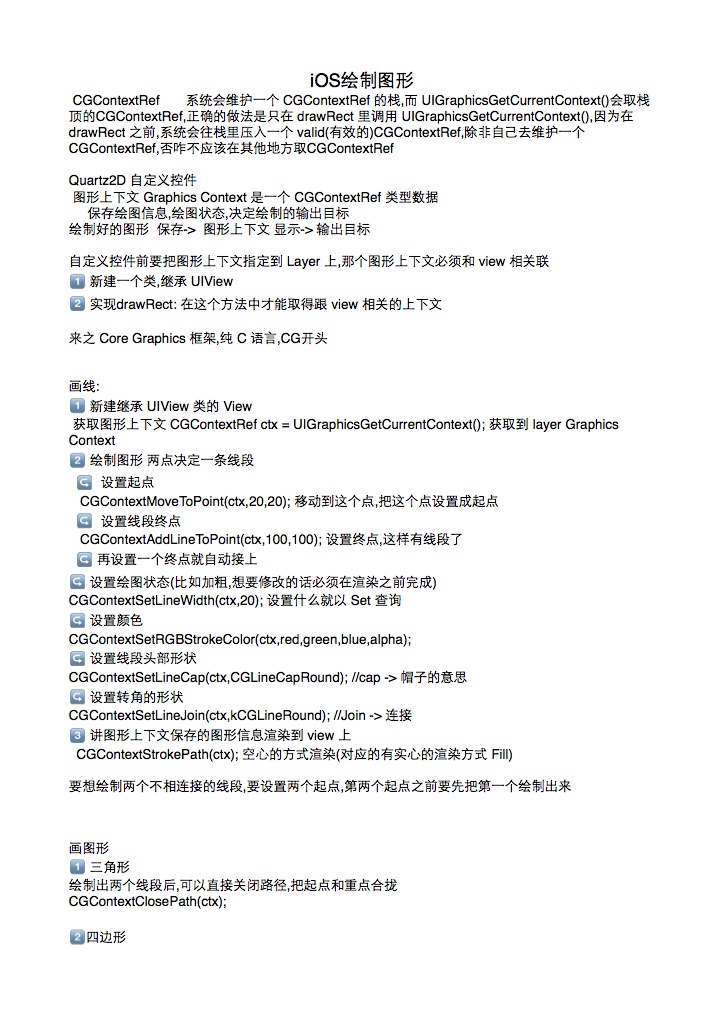 iOS绘制图形
CGContextRef 系统会维护一个 CGContextRef 的栈,而 UIGraphicsGetCurrentContext()会取栈
顶的CGContextRef,正确的做法是只在 drawRect 里调用 UIGraphicsGetCurrentContext(),因为在
drawRect 之前,系统会往栈里压入一个 valid(有效的)CGContextRef,除非自己去维护一个
CGContextRef,否咋不应该在其他地方取CGContextRef
Quartz2D 自定义控件
图形上下文 Graphics Context 是一个 CGContextRef 类型数据
保存绘图信息,绘图状态,决定绘制的输出目标
绘制好的图形 保存-> 图形上下文 显示-> 输出目标
自定义控件前要把图形上下文指定到 Layer 上,那个图形上下文必须和 view 相关联
1 新建一个类,继承 UIView
2 实现drawRect: 在这个方法中才能取得跟 view 相关的上下文
来之 Core Graphics 框架,纯 C 语言,CG开头
画线:
1 新建继承 UIView 类的 View
获取图形上下文 CGContextRef ctx = UIGraphicsGetCurrentContext(); 获取到 layer Graphics
Context
2 绘制图形 两点决定一条线段
↪ 设置起点
CGContextMoveToPoint(ctx,20,20); 移动到这个点,把这个点设置成起点
↪ 设置线段终点
CGContextAddLineToPoint(ctx,100,100); 设置终点,这样有线段了
↪ 再设置一个终点就自动接上
↪ 设置绘图状态(比如加粗,想要修改的话必须在渲染之前完成)
CGContextSetLineWidth(ctx,20); 设置什么就以 Set 查询
↪ 设置颜色
CGContextSetRGBStrokeColor(ctx,red,green,blue,alpha);
↪ 设置线段头部形状
CGContextSetLineCap(ctx,CGLineCapRound); //cap -> 帽子的意思
↪ 设置转角的形状
CGContextSetLineJoin(ctx,kCGLineRound); //Join -> 连接
3 讲图形上下文保存的图形信息渲染到 view 上
CGContextStrokePath(ctx); 空心的方式渲染(对应的有实心的渲染方式 Fill)
要想绘制两个不相连接的线段,要设置两个起点,第两个起点之前要先把第一个绘制出来
画图形
1 三角形
绘制出两个线段后,可以直接关闭路径,把起点和重点合拢
CGContextClosePath(ctx);
2 四边形